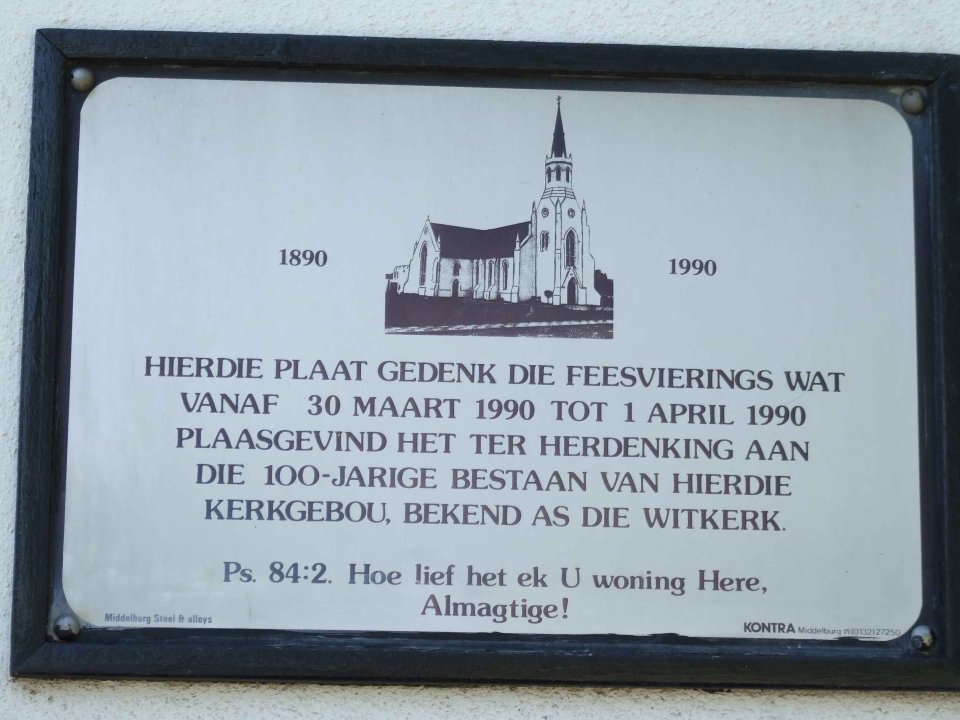 1890
1990
HIERDIE PLAAT GEDENK DIE FEESVIERINGS WAT
VANAF 30 MAART 1990 TOT 1 APRIL 1990
PLAASGEVIND HET TER HERDENKING AAN
DIE 100-JARIGE BESTAAN VAN HIERDIE
KERKGEBOU, BEKEND AS DIE WITKERK.
Ps. 84:2. Hoe lief het ek U woning Here,
Almagtige!
Middelburg Steel & alloys
KONTRA Middelburg (0132)27250